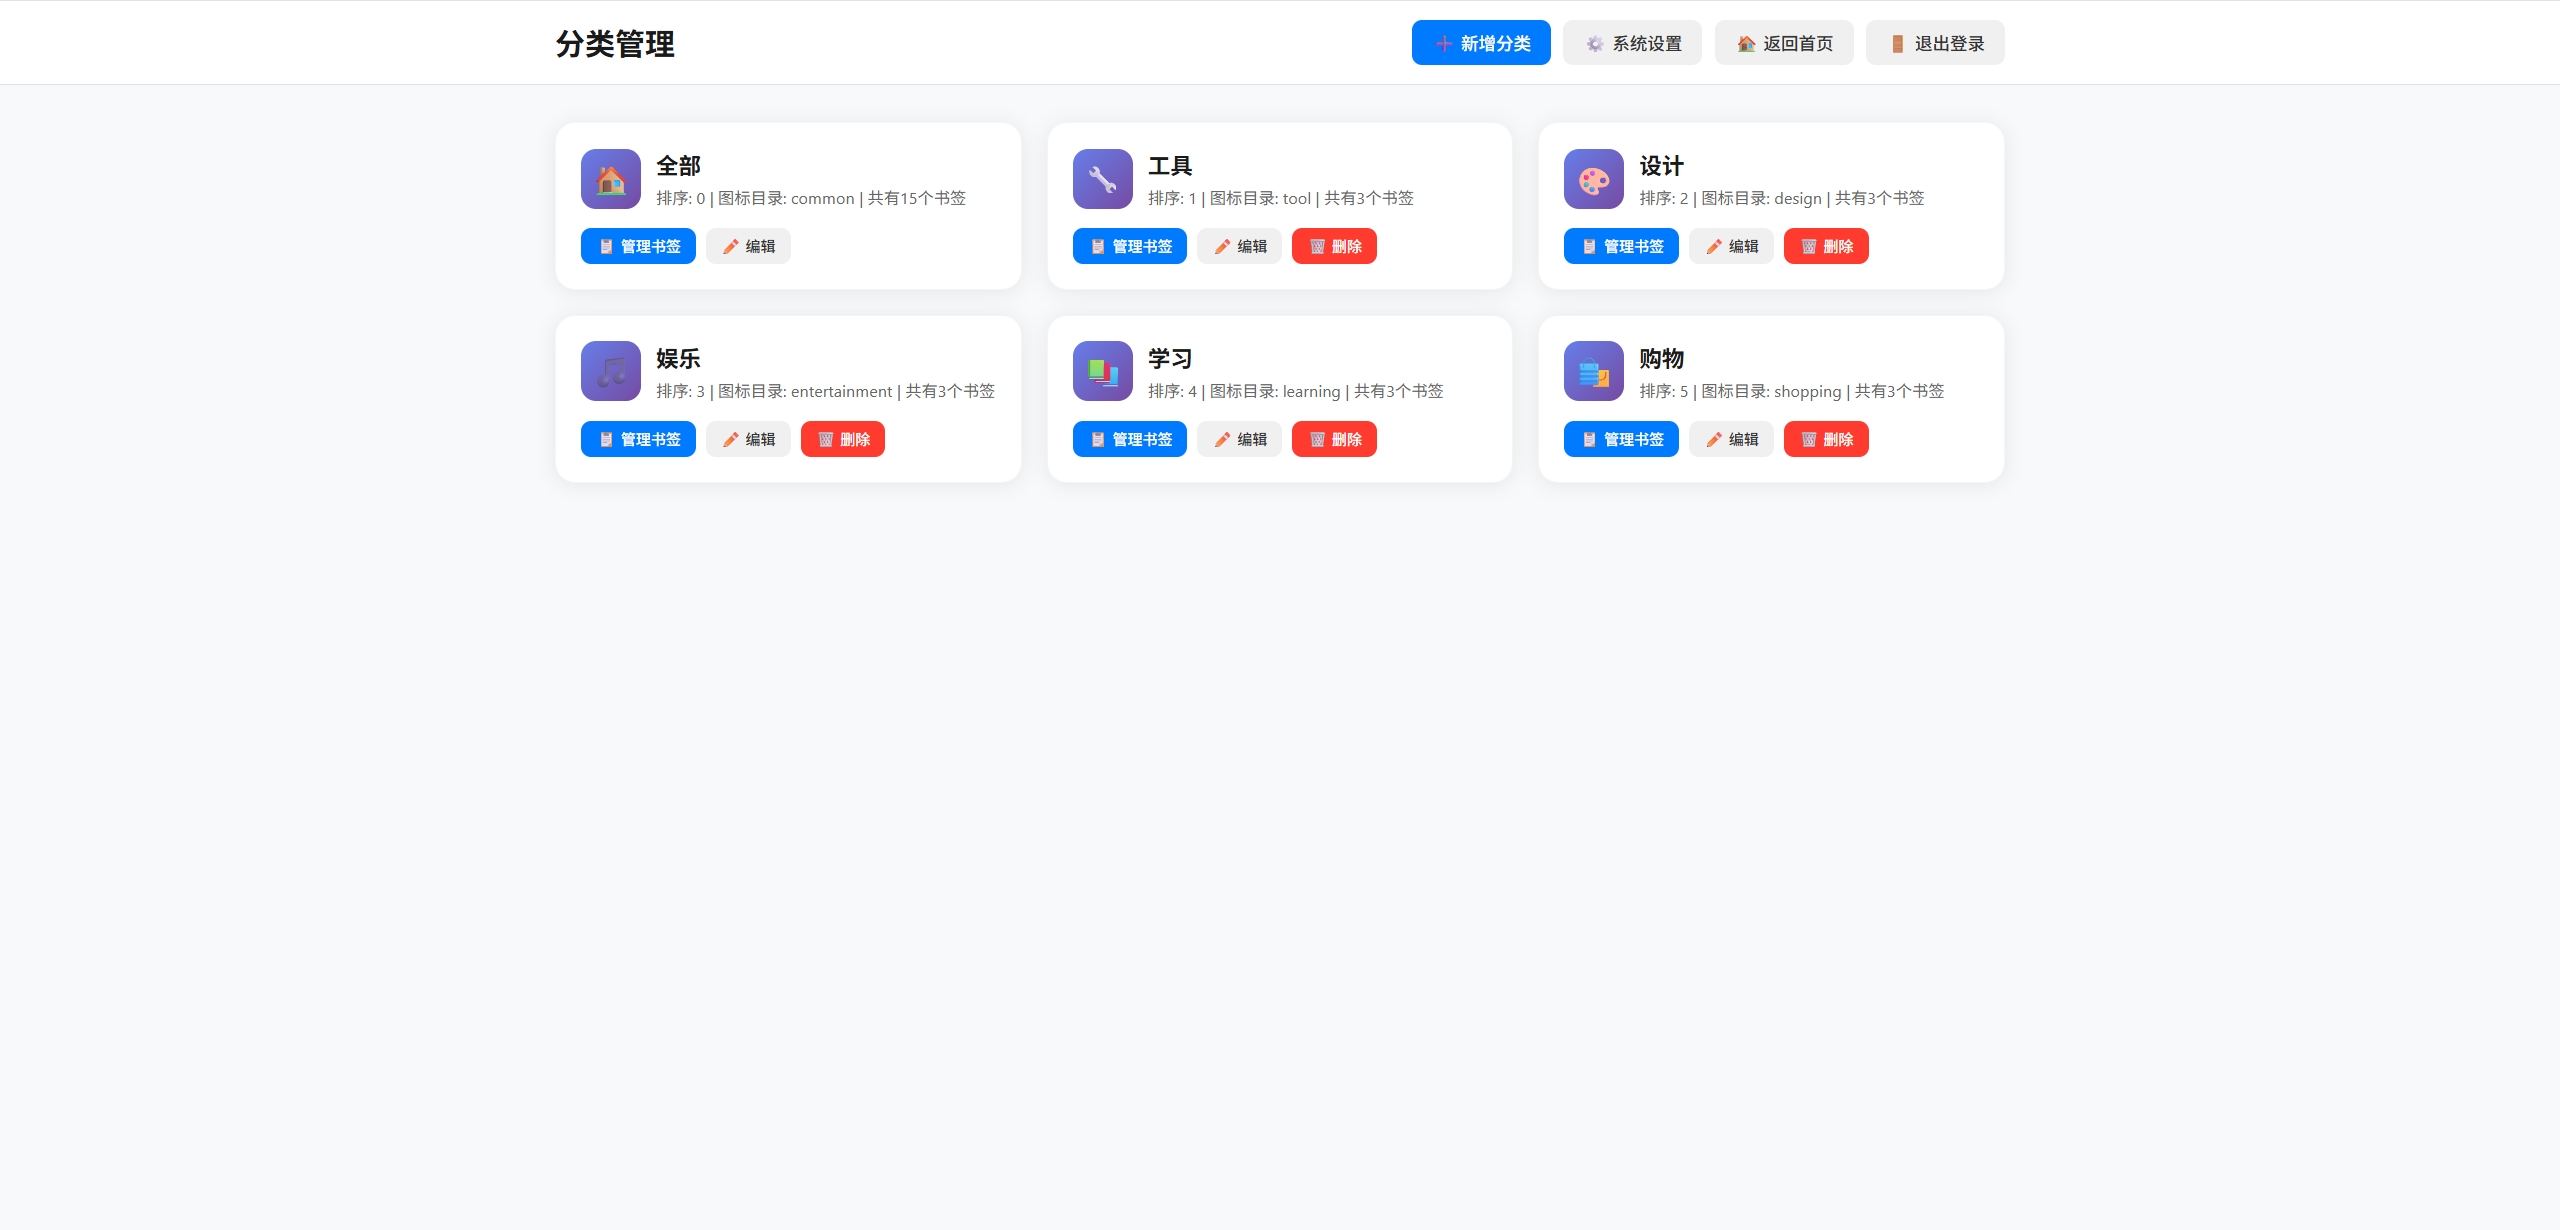 分类管理
新增分类 系统设置 返回首页 退出登录
全部
排序: 0 | 图标目录: common | 共有15个书签
管理书签 编辑
工具
排序: 1 | 图标目录: tool | 共有3个书签
管理书签 编辑 删除
设计
排序: 2 | 图标目录: design | 共有3个书签
管理书签 编辑 删除
娱乐
排序: 3 | 图标目录: entertainment | 共有3个书签
管理书签 编辑 删除
学习
排序: 4 | 图标目录: learning | 共有3个书签
管理书签 编辑 删除
购物
排序: 5 | 图标目录: shopping | 共有3个书签
管理书签 编辑 删除